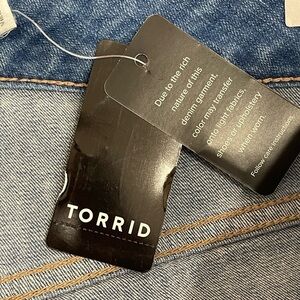 TORRID
Due to the rich
nature of this
denim garment,
color may transfer
onto light fabrics,
shoes or upholstery
when worn.
Follow care instructions.